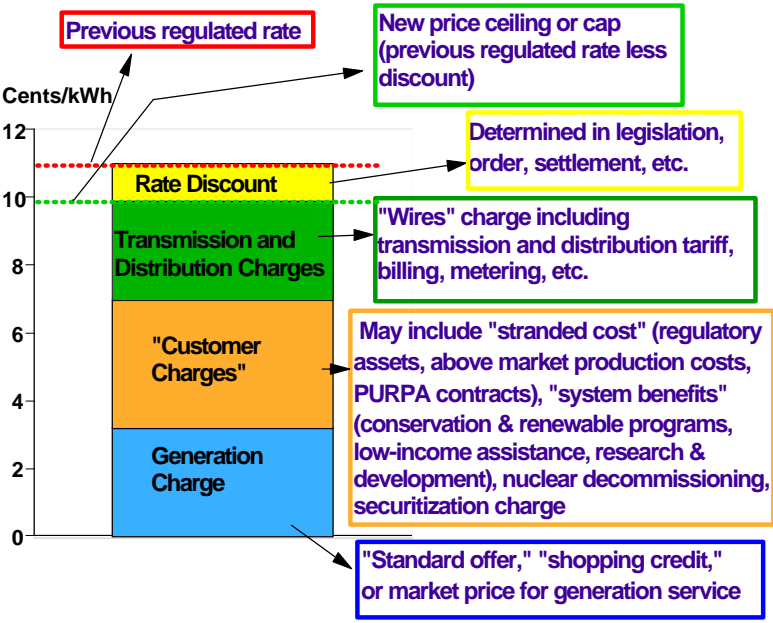 Previous regulated rate
New price ceiling or cap
(previous regulated rate less
discount)
Cents/kWh
12
10
8
6
4
2
0
Rate Discount
Determined in legislation,
order, settlement, etc.
Transmission and
Distribution Charges
"Wires" charge including
transmission and distribution tariff,
billing, metering, etc.
"Customer
Charges"
May include "stranded cost" (regulatory
assets, above market production costs,
PURPA contracts), "system benefits"
(conservation & renewable programs,
low-income assistance, research &
development), nuclear decommissioning,
securitization charge
Generation
Charge
"Standard offer," "shopping credit,"
or market price for generation service